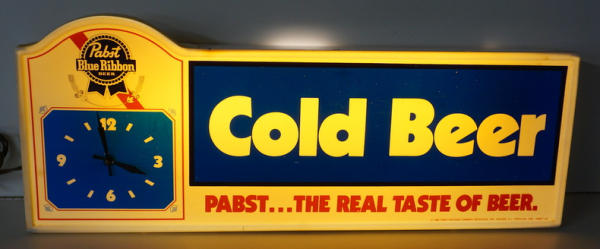 Pabst
Blue Ribbon
BEER
12
3
6
9
Cold Beer
PABST...THE REAL TASTE OF BEER.